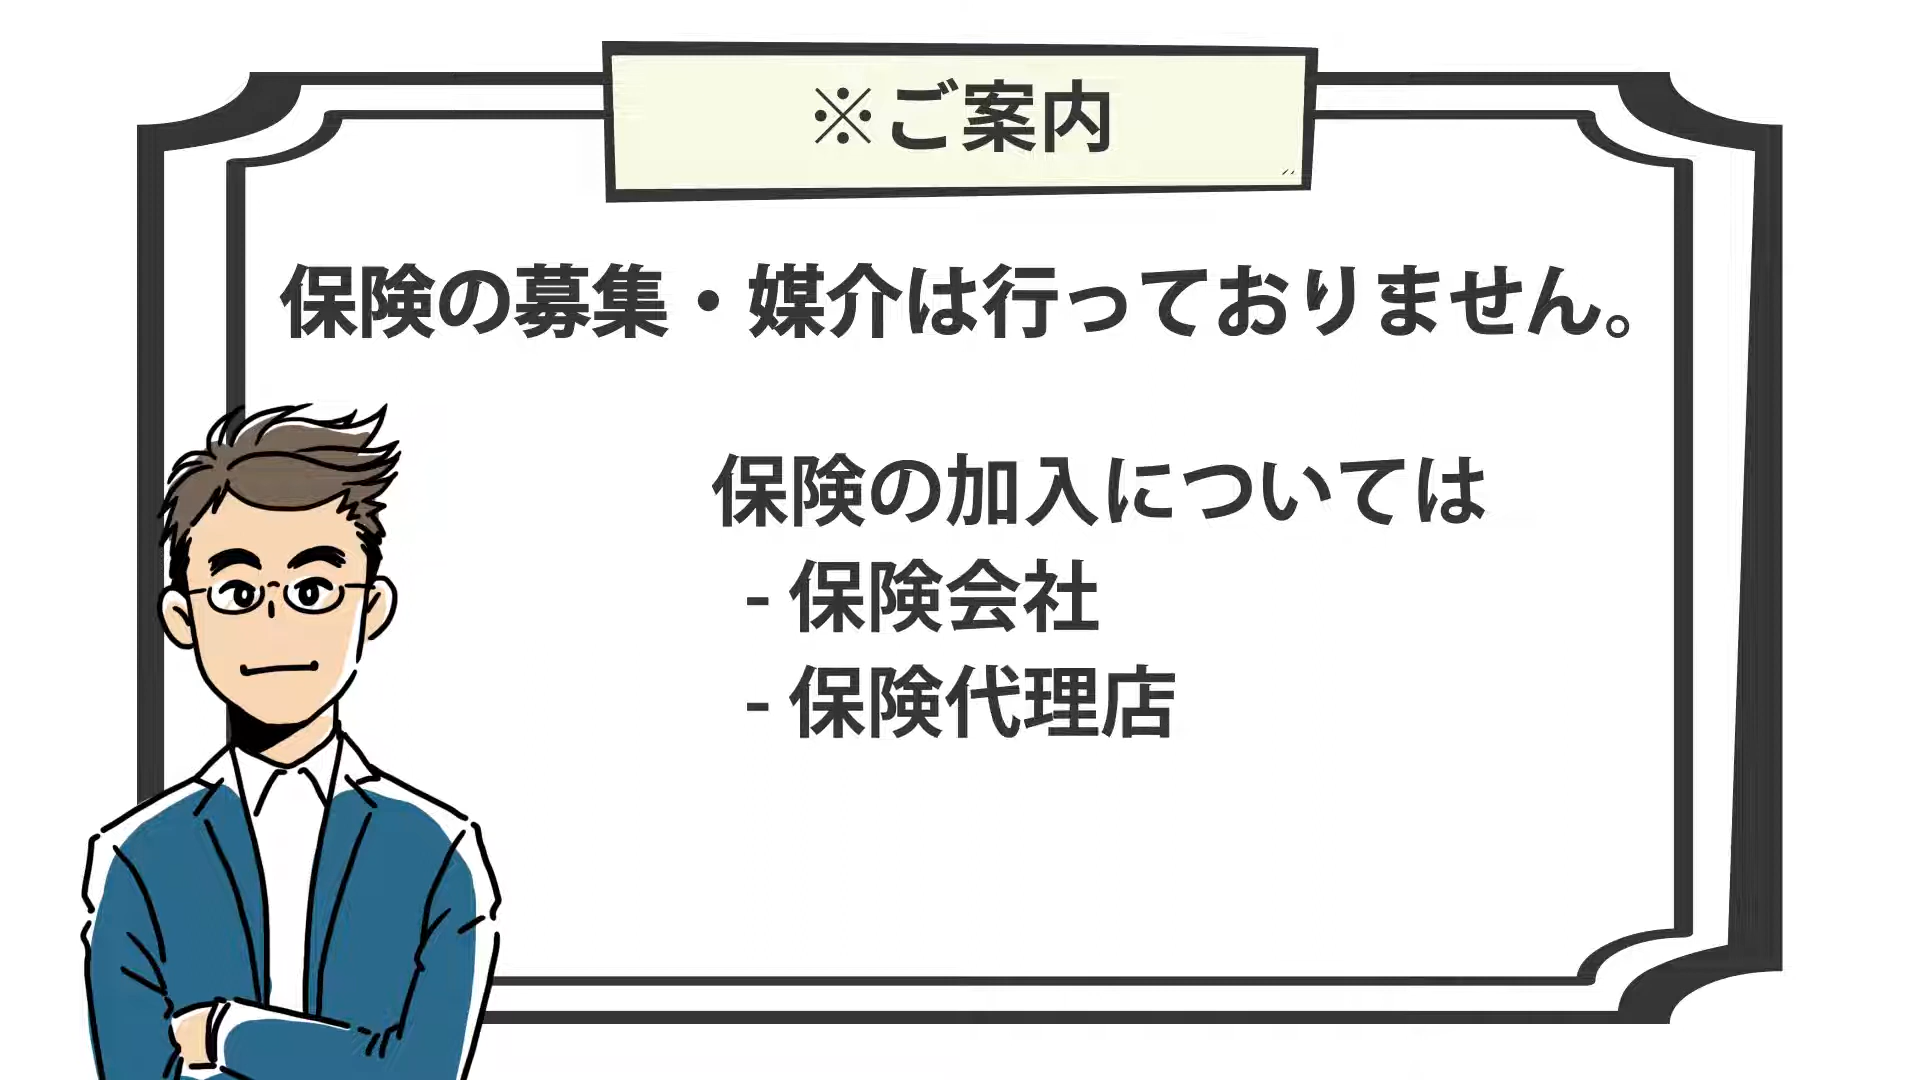 ※ご案内
保険の募集・媒介は行っておりません。
保険の加入については
- 保険会社
- 保険代理店